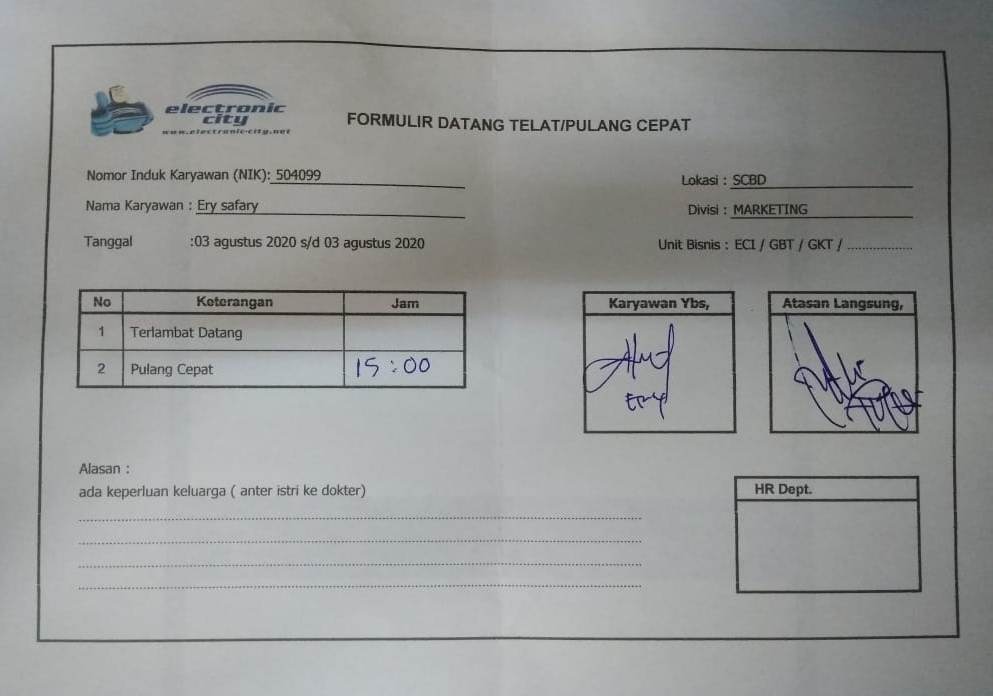 electronic
city
www.electronic-city.net
FORMULIR DATANG TELAT/PULANG CEPAT
Nomor Induk Karyawan (NIK): 504099
Lokasi : SCBD
Nama Karyawan : Ery safary
Divisi : MARKETING
Tanggal :03 agustus 2020 s/d 03 agustus 2020
Unit Bisnis : ECI / GBT / GKT / ................
No Keterangan Jam
1 Terlambat Datang
2 Pulang Cepat 15:00
Karyawan Ybs,
Ery
Atasan Langsung,
Alasan :
ada keperluan keluarga ( anter istri ke dokter)
HR Dept.